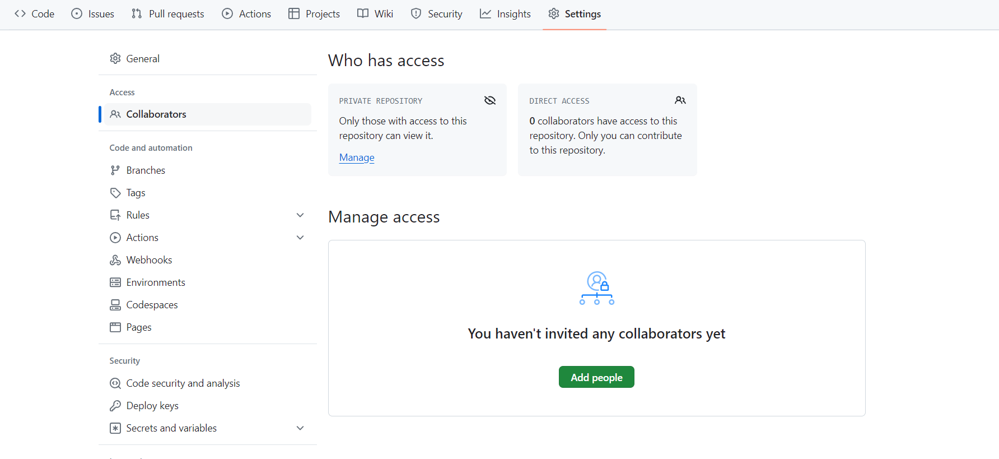 Code
Issues
Pull requests
Actions
Projects
Wiki
Security
Insights
Settings
General
Access
Collaborators
Code and automation
Branches
Tags
Rules
Actions
Webhooks
Environments
Codespaces
Pages
Security
Code security and analysis
Deploy keys
Secrets and variables
Who has access
PRIVATE REPOSITORY
Only those with access to this
repository can view it.
Manage
DIRECT ACCESS
0 collaborators have access to this
repository. Only you can contribute
to this repository.
Manage access
You haven't invited any collaborators yet
Add people